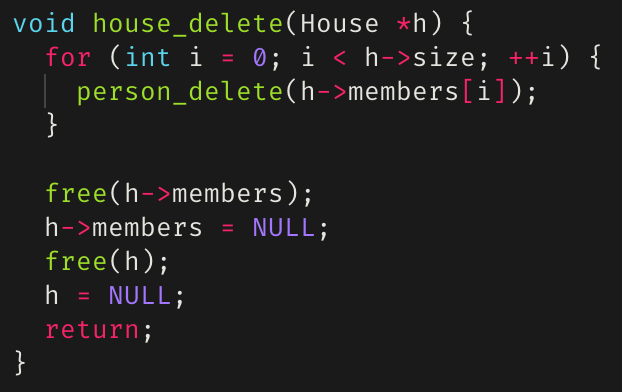 void house_delete(House *h) {
  for (int i = 0; i < h->size; ++i) {
    person_delete(h->members[i]);
  }

  free(h->members);
  h->members = NULL;
  free(h);
  h = NULL;
  return;
}